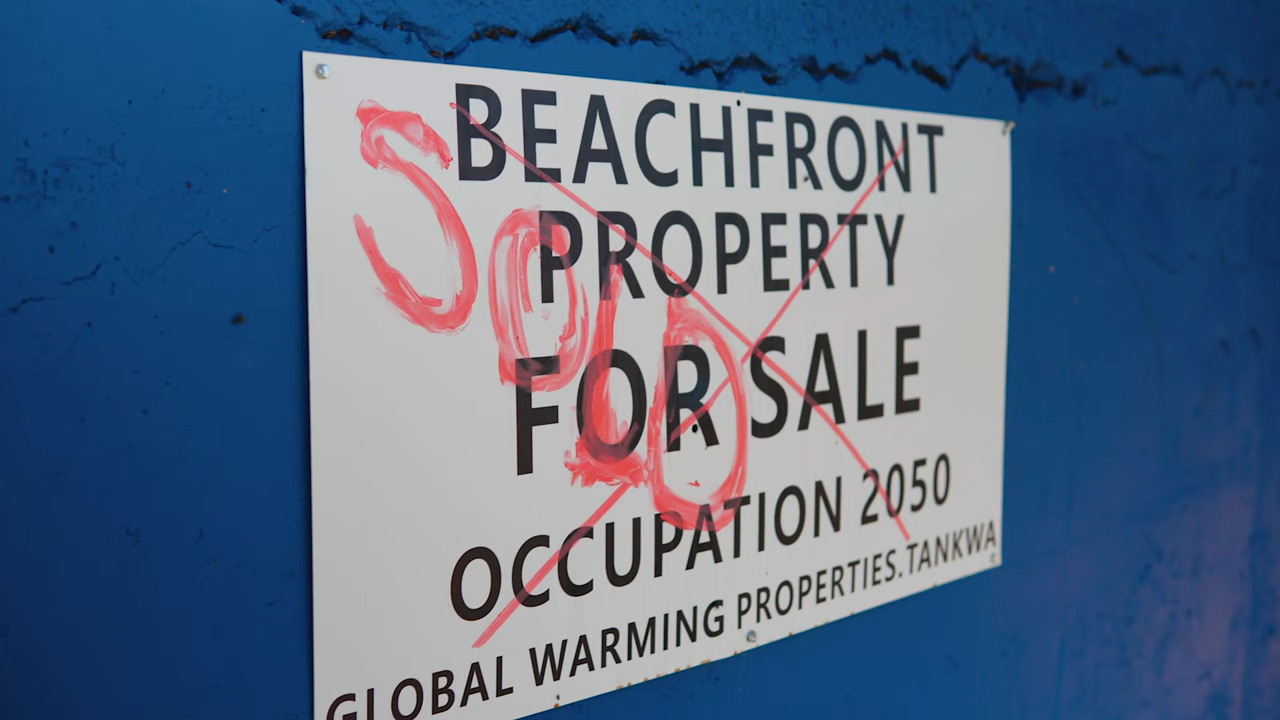 BEACHFRONT
PROPERTY
FOR SALE
OCCUPATION 2050
GLOBAL WARMING PROPERTIES.TANKWA
SOLD